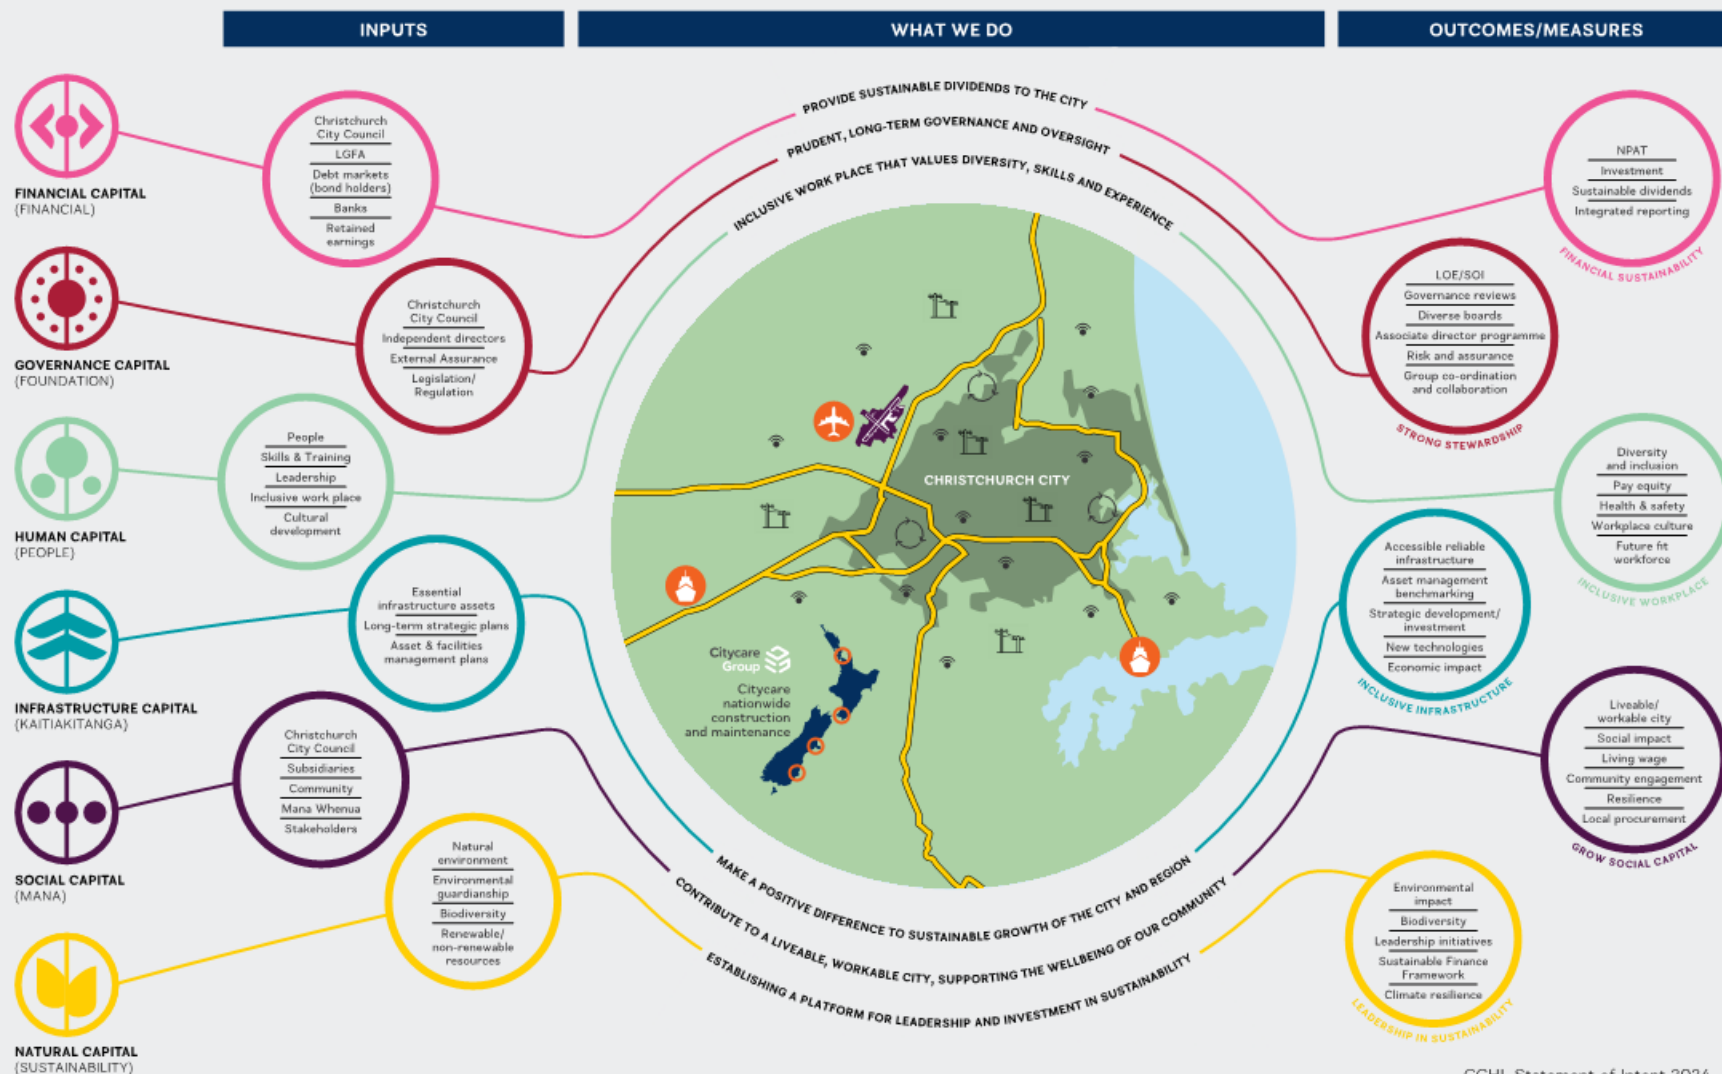 INPUTS
WHAT WE DO
OUTCOMES/MEASURES
FINANCIAL CAPITAL
(FINANCIAL)
Christchurch
City Council
LGFA
Debt markets
(bond holders)
Banks
Retained
earnings
PROVIDE SUSTAINABLE DIVIDENDS TO THE CITY
NPAT
Investment
Sustainable dividends
Integrated reporting
FINANCIAL SUSTAINABILITY
GOVERNANCE CAPITAL
(FOUNDATION)
Christchurch
City Council
Independent directors
External Assurance
Legislation/
Regulation
PRUDENT, LONG-TERM GOVERNANCE AND OVERSIGHT
LOE/SOI
Governance reviews
Diverse boards
Associate director programme
Risk and assurance
Group co-ordination
and collaboration
STRONG STEWARDSHIP
HUMAN CAPITAL
(PEOPLE)
People
Skills & Training
Leadership
Inclusive work place
Cultural
development
INCLUSIVE WORK PLACE THAT VALUES DIVERSITY, SKILLS AND EXPERIENCE
Diversity
and inclusion
Pay equity
Health & safety
Workplace culture
Future fit
workforce
INCLUSIVE WORKPLACE
CHRISTCHURCH CITY
Citycare
Group
Citycare
nationwide
construction
and maintenance
INFRASTRUCTURE CAPITAL
(KAITIAKITANGA)
Essential
infrastructure assets
Long-term strategic plans
Asset & facilities
management plans
MAKE A POSITIVE DIFFERENCE TO SUSTAINABLE GROWTH OF THE CITY AND REGION
Accessible reliable
infrastructure
Asset management
benchmarking
Strategic development/
investment
New technologies
Economic impact
INCLUSIVE INFRASTRUCTURE
SOCIAL CAPITAL
(MANA)
Christchurch
City Council
Subsidiaries
Community
Mana Whenua
Stakeholders
CONTRIBUTE TO A LIVEABLE, WORKABLE CITY, SUPPORTING THE WELLBEING OF OUR COMMUNITY
Liveable/
workable city
Social impact
Living wage
Community engagement
Resilience
Local procurement
GROW SOCIAL CAPITAL
NATURAL CAPITAL
(SUSTAINABILITY)
Natural
environment
Environmental
guardianship
Biodiversity
Renewable/
non-renewable
resources
ESTABLISHING A PLATFORM FOR LEADERSHIP AND INVESTMENT IN SUSTAINABILITY
Environmental
impact
Biodiversity
Leadership initiatives
Sustainable Finance
Framework
Climate resilience
LEADERSHIP IN SUSTAINABILITY
CCHL Statement of Intent 2024